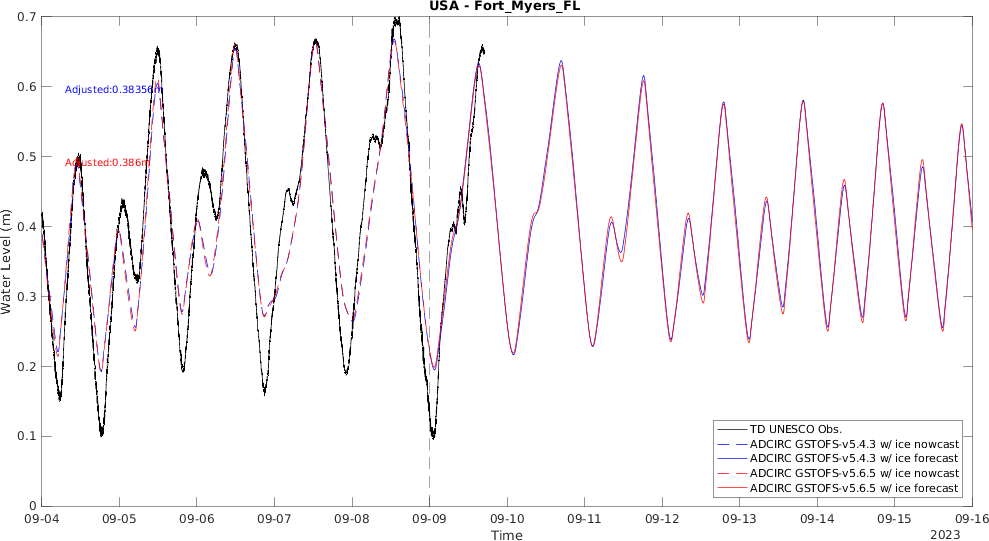 USA - Fort_Myers_FL
0.7
0.6
0.5
0.4
0.3
0.2
0.1
0
Water Level (m)
Adjusted:0.38356m
Adjusted:0.386m
TD UNESCO Obs.
ADCIRC GSTOFS-v5.4.3 w/ ice nowcast
ADCIRC GSTOFS-v5.4.3 w/ ice forecast
ADCIRC GSTOFS-v5.6.5 w/ ice nowcast
ADCIRC GSTOFS-v5.6.5 w/ ice forecast
09-04 09-05 09-06 09-07 09-08 09-09 09-10 09-11 09-12 09-13 09-14 09-15 09-16
Time
2023